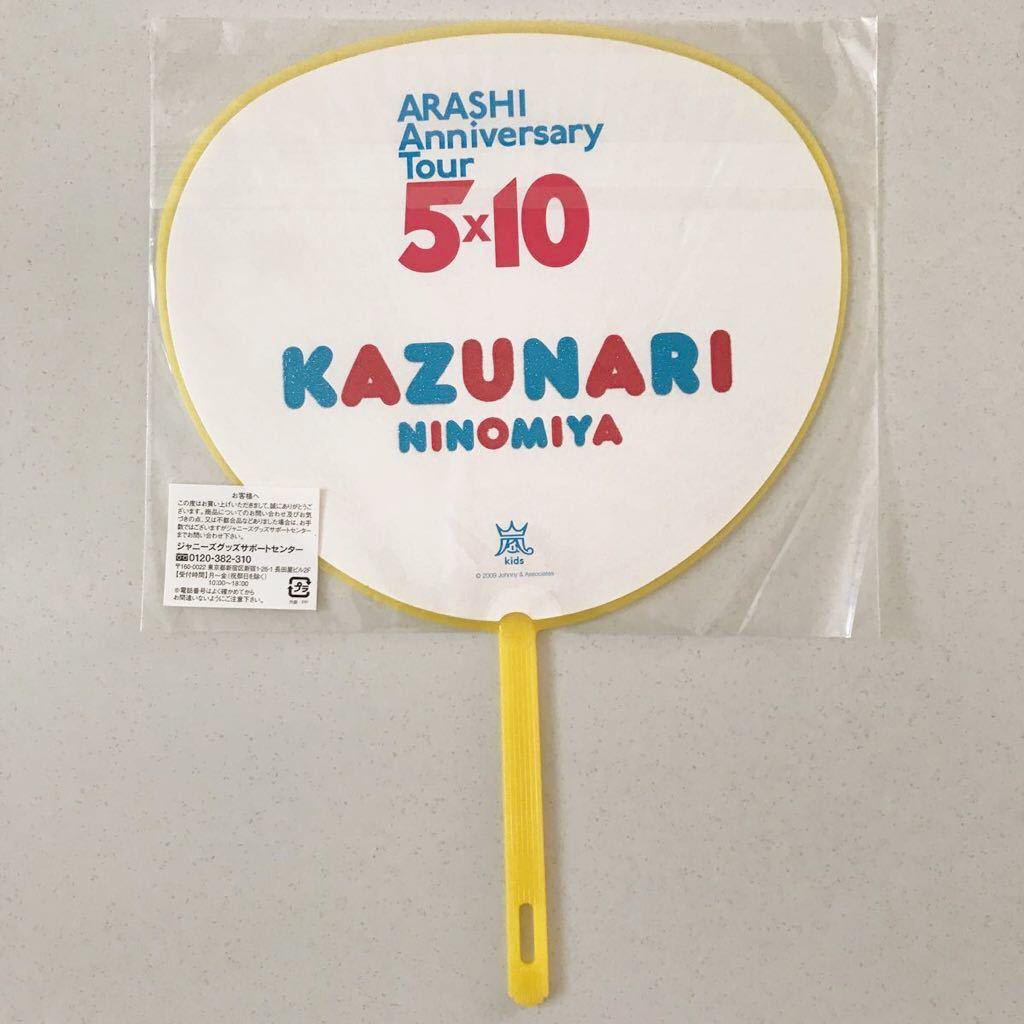 ARASHI
Anniversary
Tour
5x10
KAZUNARI
NINOMIYA
嵐
kids
© 2009 Johnny & Associates
お客様へ
この度はお買い上げいただきまして、誠にありがとうござ
います。商品についてのお問い合わせ及びお気
づきの点、又は不都合品などありました場合は、お手
数ではございますがジャニーズグッズサポートセンター
までお問い合わせ下さい。
ジャニーズグッズサポートセンター
0120-382-310
〒160-0022 東京都新宿区新宿1-26-1 長田屋ビル2F
【受付時間】月〜金(祝祭日を除く)
10:00〜18:00
※電話番号はよく確かめてから
お間違いないようにご注意下さい。
プラ